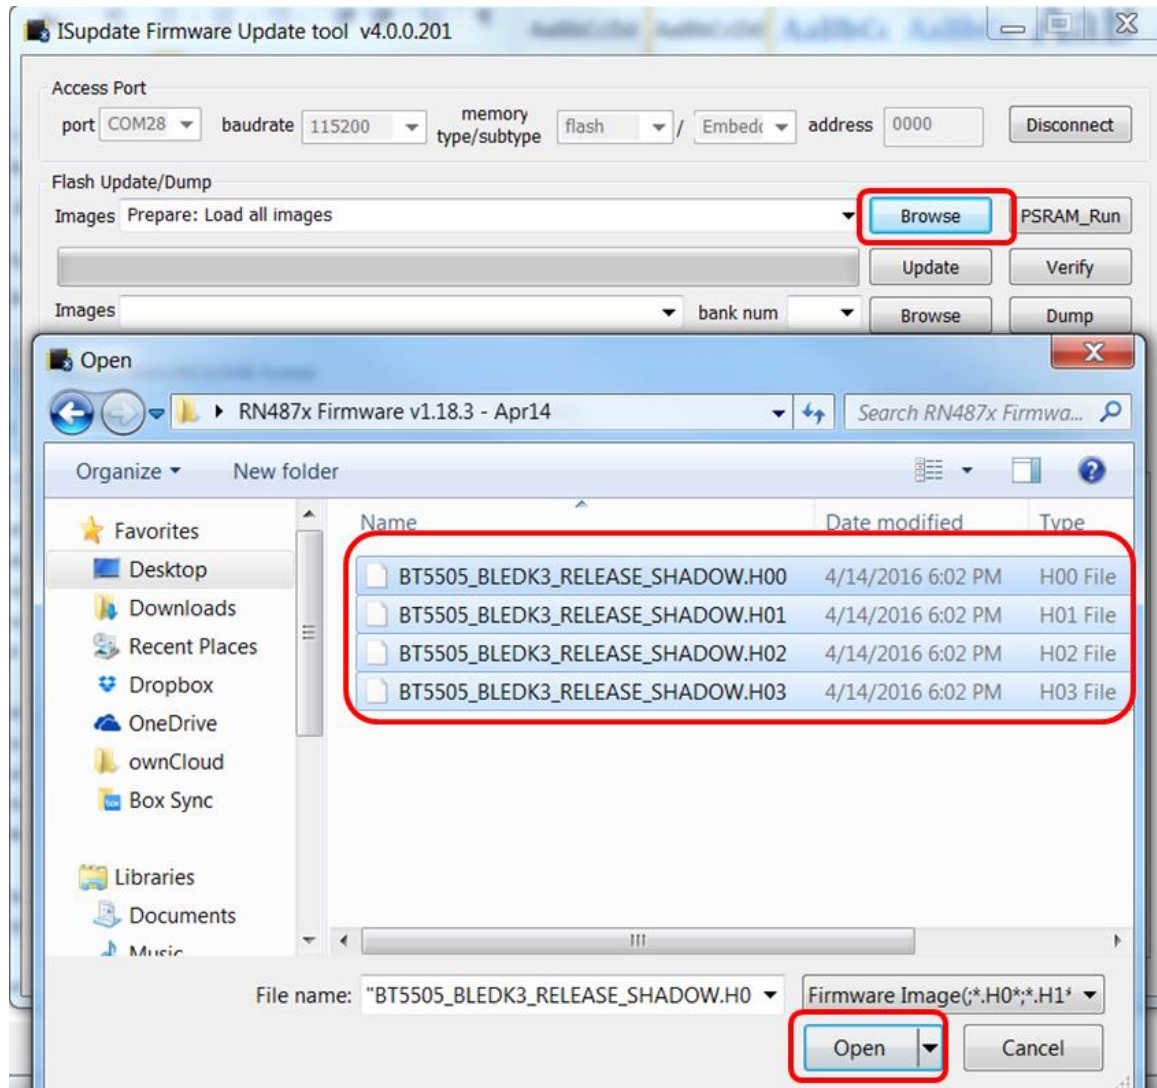 ISupdate Firmware Update tool v4.0.0.201
Access Port
port COM28 baudrate 115200 memory type/subtype flash / Embedc address 0000 Disconnect
Flash Update/Dump
Images Prepare: Load all images Browse PSRAM_Run
Update Verify
Images bank num Browse Dump
Open
RN487x Firmware v1.18.3 - Apr14 Search RN487x Firmwa...
Organize New folder
Name Date modified Type
Favorites
Desktop BT5505_BLEDK3_RELEASE_SHADOW.H00 4/14/2016 6:02 PM H00 File
Downloads BT5505_BLEDK3_RELEASE_SHADOW.H01 4/14/2016 6:02 PM H01 File
Recent Places BT5505_BLEDK3_RELEASE_SHADOW.H02 4/14/2016 6:02 PM H02 File
Dropbox BT5505_BLEDK3_RELEASE_SHADOW.H03 4/14/2016 6:02 PM H03 File
OneDrive
ownCloud
Box Sync
Libraries
Documents
Music
File name: "BT5505_BLEDK3_RELEASE_SHADOW.H0 Firmware Image(;*.H0*;*.H1*
Open Cancel